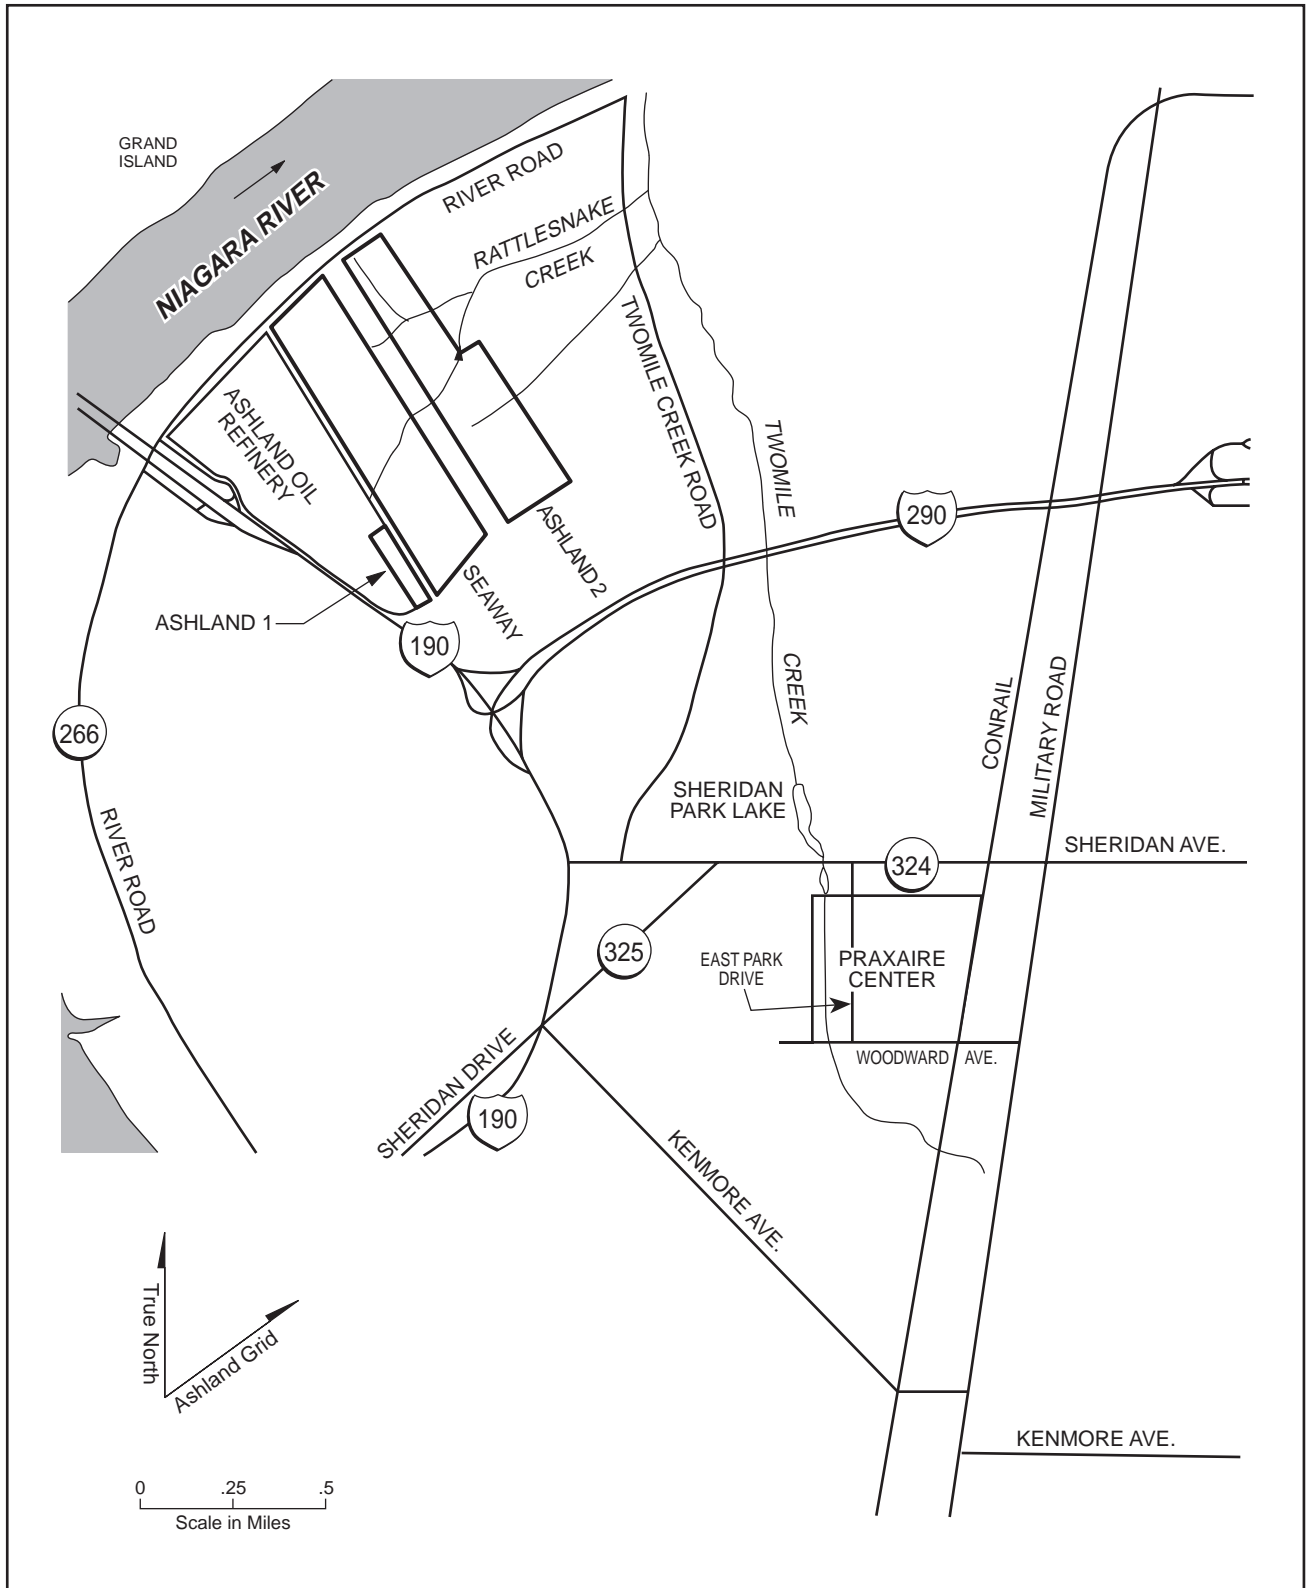 GRAND
ISLAND
NIAGARA RIVER
RIVER ROAD
RATTLESNAKE
CREEK
TWOMILE CREEK ROAD
ASHLAND OIL
REFINERY
TWOMILE
CREEK
290
ASHLAND 2
SEAWAY
ASHLAND 1
190
266
RIVER ROAD
CONRAIL
MILITARY ROAD
SHERIDAN
PARK LAKE
SHERIDAN AVE.
324
325
EAST PARK
DRIVE
PRAXAIRE
CENTER
WOODWARD AVE.
SHERIDAN DRIVE
190
KENMORE AVE.
True North
Ashland Grid
KENMORE AVE.
0 .25 .5
Scale in Miles